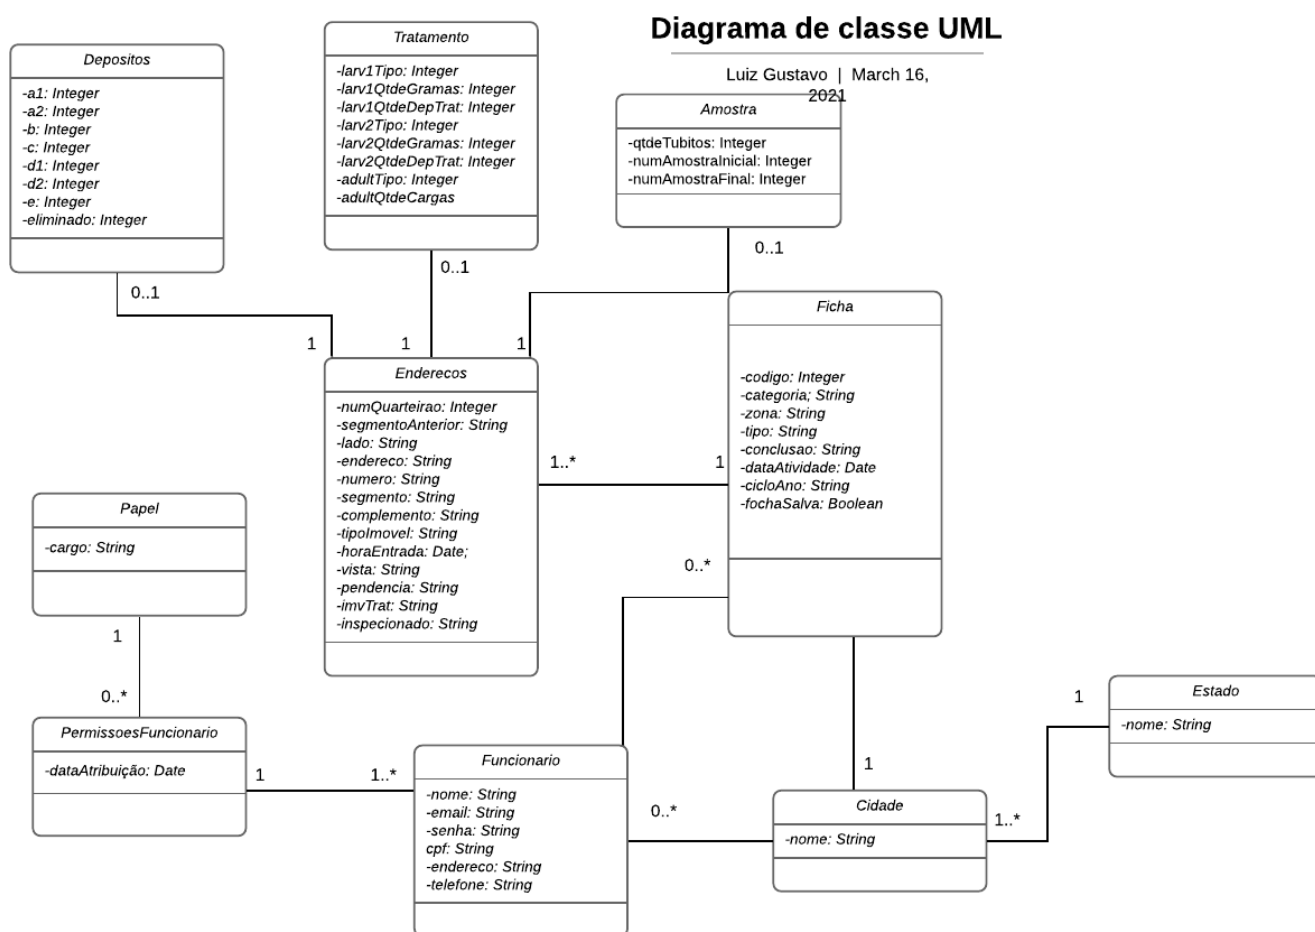 Diagrama de classe UML
Luiz Gustavo | March 16,
2021
Depositos
-a1: Integer
-a2: Integer
-b: Integer
-c: Integer
-d1: Integer
-d2: Integer
-e: Integer
-eliminado: Integer
0..1
1
Tratamento
-larv1Tipo: Integer
-larv1QtdeGramas: Integer
-larv1QtdeDepTrat: Integer
-larv2Tipo: Integer
-larv2QtdeGramas: Integer
-larv2QtdeDepTrat: Integer
-adultTipo: Integer
-adultQtdeCargas
0..1
1
Amostra
-qtdeTubitos: Integer
-numAmostraInicial: Integer
-numAmostraFinal: Integer
0..1
1
Enderecos
-numQuarteirao: Integer
-segmentoAnterior: String
-lado: String
-endereco: String
-numero: String
-segmento: String
-complemento: String
-tipoImovel: String
-horaEntrada: Date;
-vista: String
-pendencia: String
-imvTrat: String
-inspecionado: String
1..*
1
Ficha
-codigo: Integer
-categoria; String
-zona: String
-tipo: String
-conclusao: String
-dataAtividade: Date
-cicloAno: String
-fochaSalva: Boolean
0..*
1
Papel
-cargo: String
1
0..*
PermissoesFuncionario
-dataAtribuição: Date
1
1..*
Funcionario
-nome: String
-email: String
-senha: String
cpf: String
-endereco: String
-telefone: String
0..*
Cidade
-nome: String
1..*
1
Estado
-nome: String